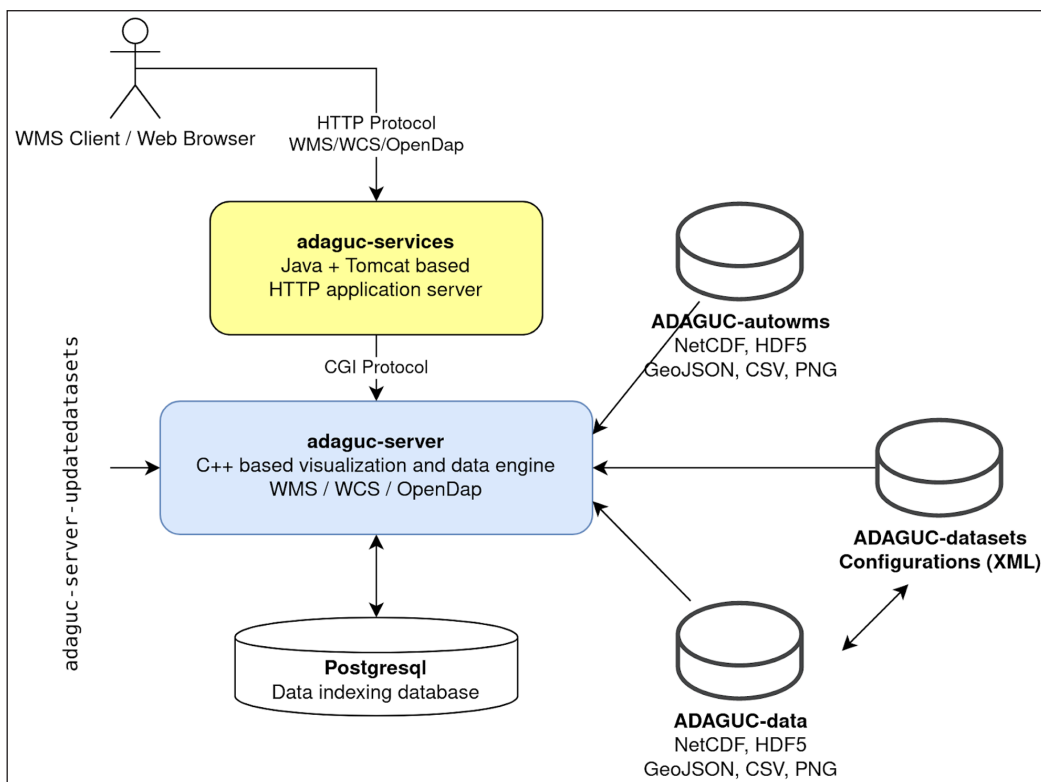 WMS Client / Web Browser
HTTP Protocol
WMS/WCS/OpenDap
adaguc-services
Java + Tomcat based
HTTP application server
CGI Protocol
adaguc-server
C++ based visualization and data engine
WMS / WCS / OpenDap
adaguc-server-updatedatasets
Postgresql
Data indexing database
ADAGUC-autowms
NetCDF, HDF5
GeoJSON, CSV, PNG
ADAGUC-datasets
Configurations (XML)
ADAGUC-data
NetCDF, HDF5
GeoJSON, CSV, PNG